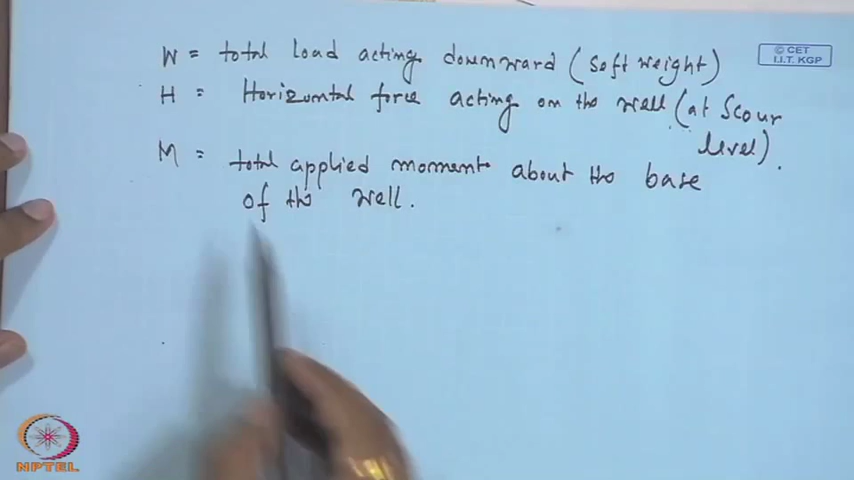 W = total load acting downward (Soft weight)
H = Horizontal force acting on the well (at Scour
level).
M = total applied moment about the base
of the well.
© CET
I.I.T. KGP
NPTEL